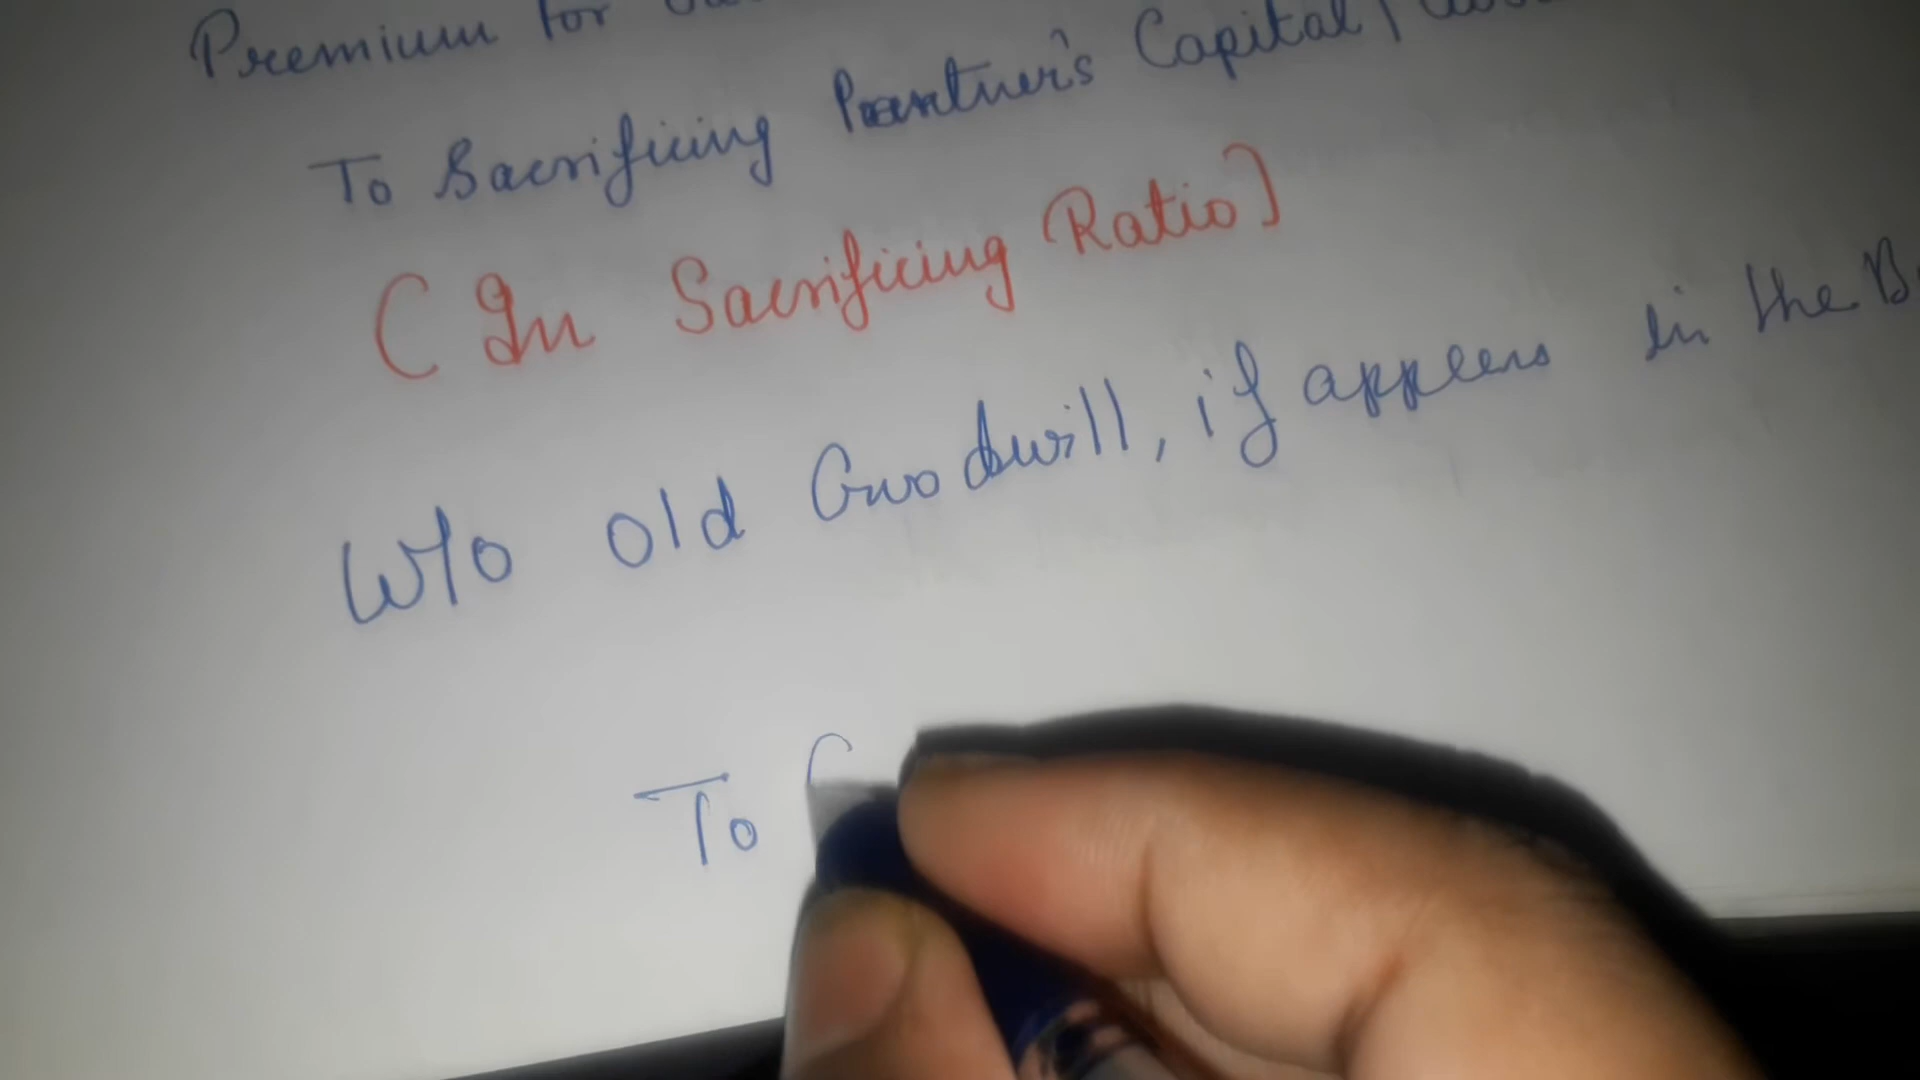 Premium for
To Sacrificing Partner's Capital
(In Sacrificing Ratio)
W/o old Goodwill, if appears in the B
To